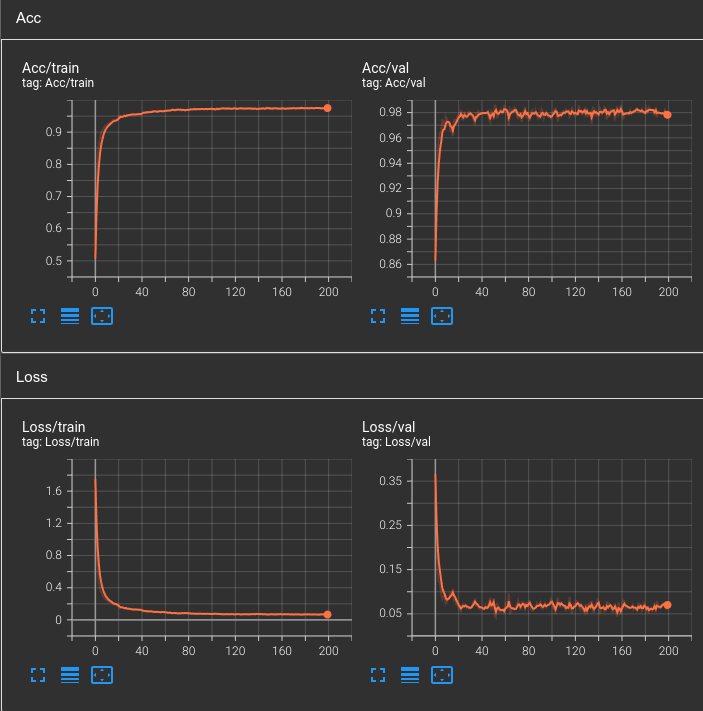 Acc
Acc/train
tag: Acc/train
0.9
0.8
0.7
0.6
0.5
0 40 80 120 160 200
Acc/val
tag: Acc/val
0.98
0.96
0.94
0.92
0.9
0.88
0.86
0 40 80 120 160 200
Loss
Loss/train
tag: Loss/train
1.6
1.2
0.8
0.4
0
0 40 80 120 160 200
Loss/val
tag: Loss/val
0.35
0.25
0.15
0.05
0 40 80 120 160 200